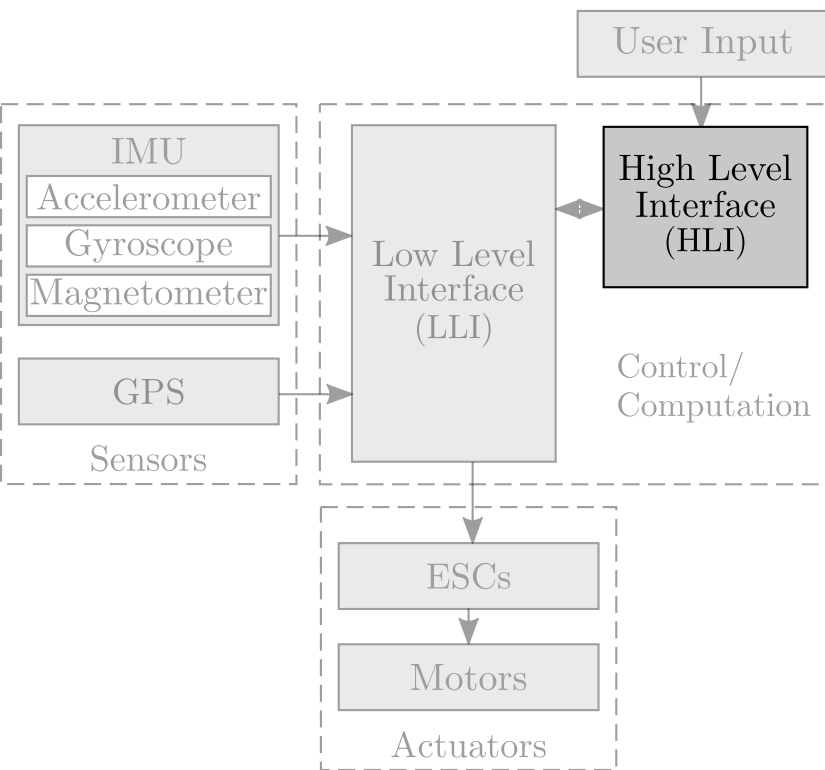 User Input
IMU
Accelerometer
Gyroscope
Magnetometer
GPS
Sensors
Low Level
Interface
(LLI)
High Level
Interface
(HLI)
Control/
Computation
ESCs
Motors
Actuators